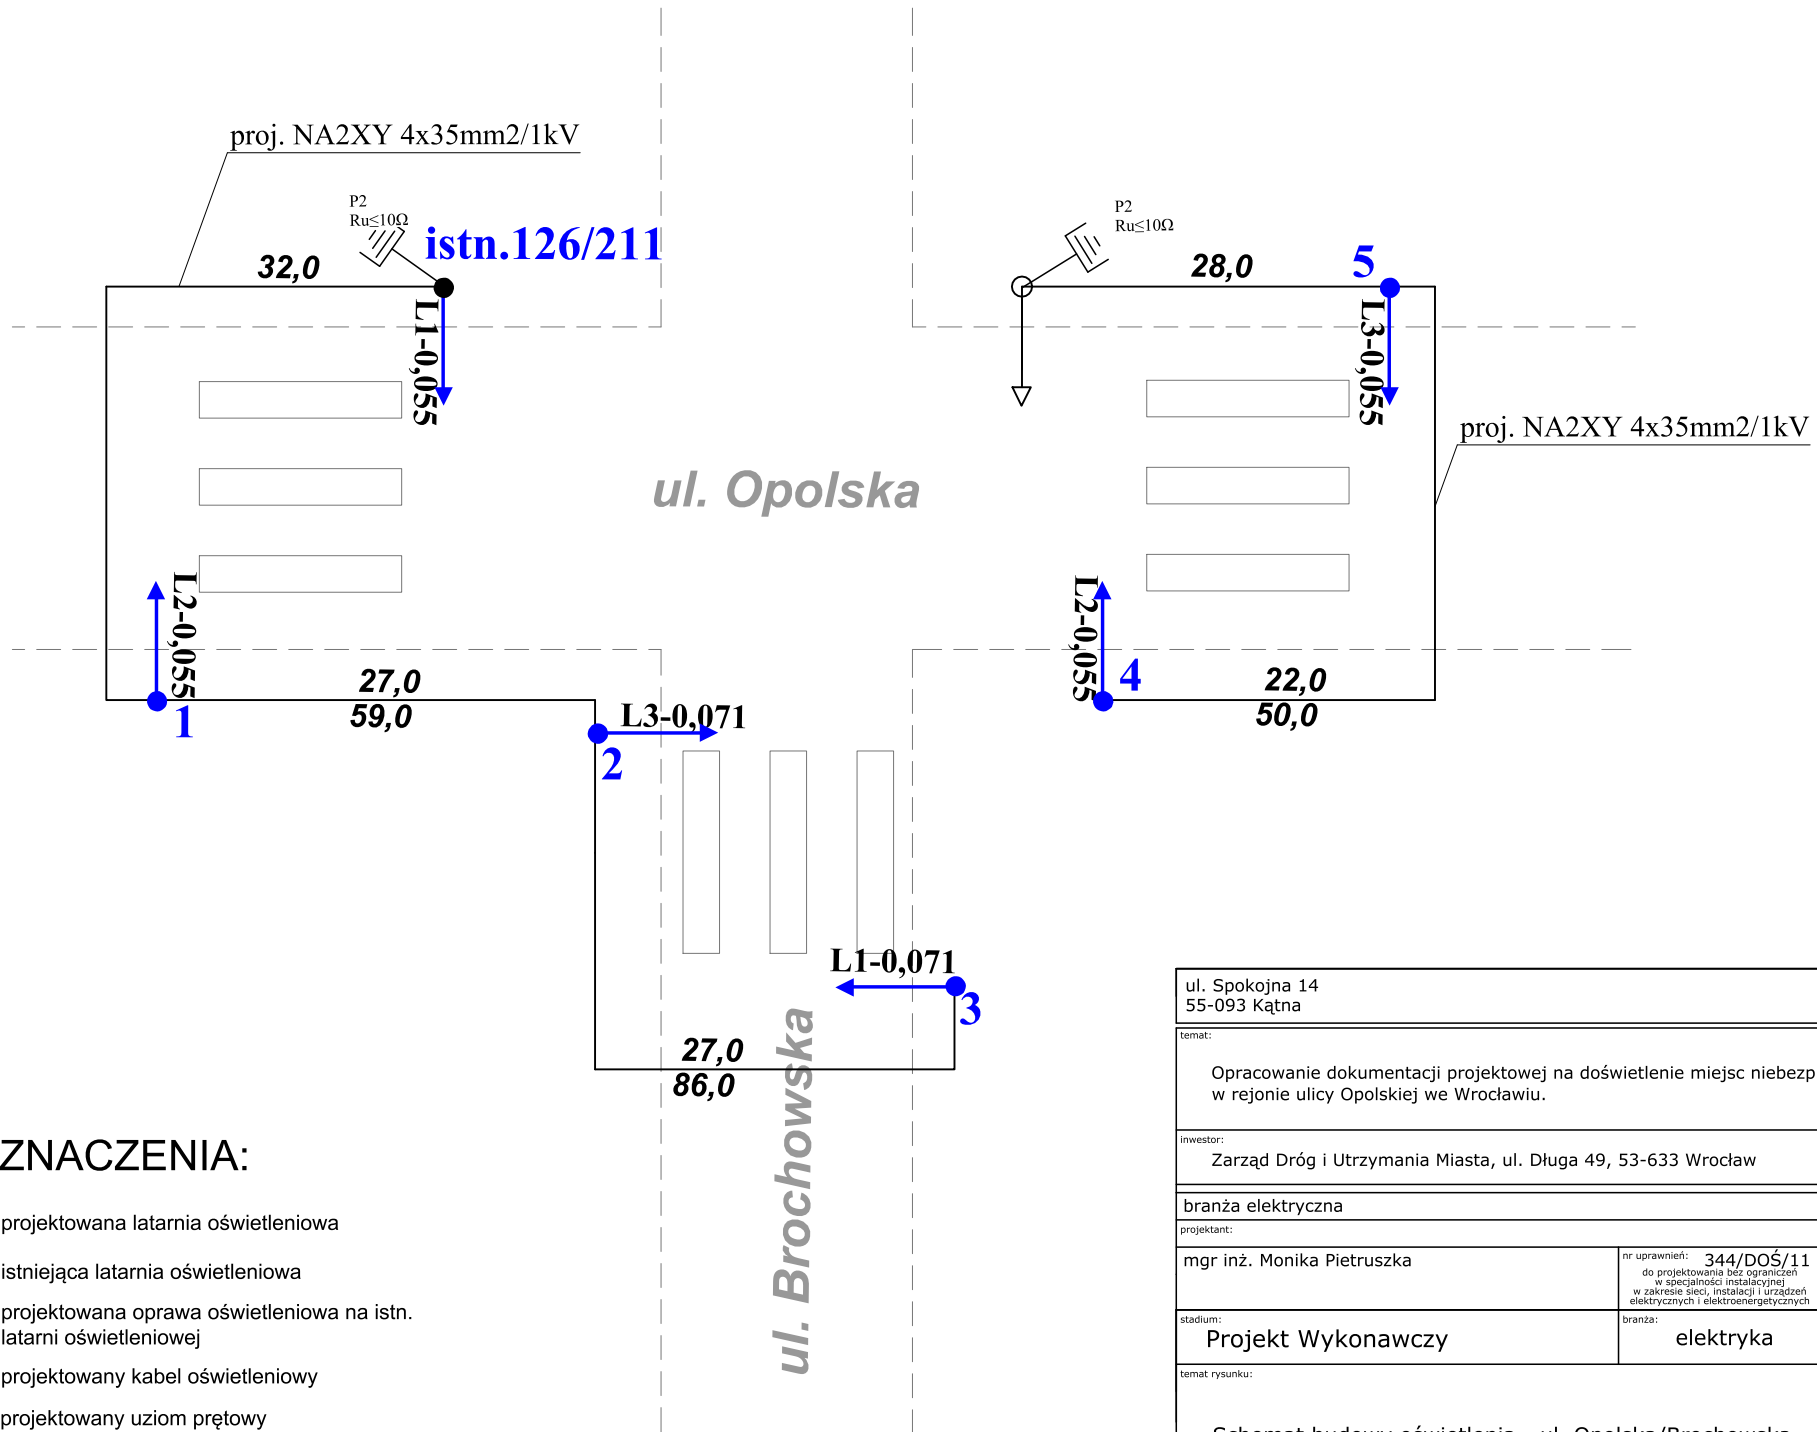 proj. NA2XY 4x35mm2/1kV
P2
Ru≤10Ω
istn.126/211
32,0
L1-0,055
P2
Ru≤10Ω
28,0
5
L3-0,055
proj. NA2XY 4x35mm2/1kV
ul. Opolska
L2-0,055
1
27,0
59,0
L3-0,071
2
L2-0,055
4
22,0
50,0
L1-0,071
3
27,0
86,0
ul. Brochowska
ZNACZENIA:
projektowana latarnia oświetleniowa
istniejąca latarnia oświetleniowa
projektowana oprawa oświetleniowa na istn.
latarni oświetleniowej
projektowany kabel oświetleniowy
projektowany uziom prętowy
ul. Spokojna 14
55-093 Kątna
temat:
Opracowanie dokumentacji projektowej na doświetlenie miejsc niebezp
w rejonie ulicy Opolskiej we Wrocławiu.
inwestor:
Zarząd Dróg i Utrzymania Miasta, ul. Długa 49, 53-633 Wrocław
branża elektryczna
projektant:
mgr inż. Monika Pietruszka
nr uprawnień: 344/DOŚ/11
do projektowania bez ograniczeń
w specjalności instalacyjnej
w zakresie sieci, instalacji i urządzeń
elektrycznych i elektroenergetycznych
stadium:
Projekt Wykonawczy
branża:
elektryka
temat rysunku:
Schemat budowy oświetlenia - ul. Opolska/Brochowska